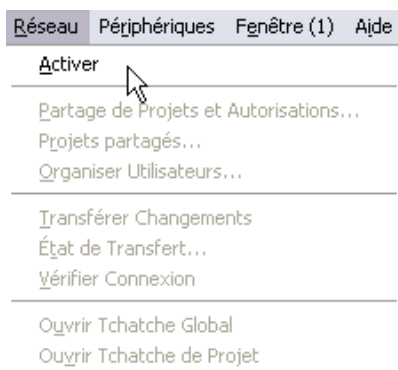 Réseau Périphériques Fenêtre (1) Aide
Activer
Partage de Projets et Autorisations...
Projets partagés...
Organiser Utilisateurs...
Transférer Changements
État de Transfert...
Vérifier Connexion
Ouvrir Tchatche Global
Ouvrir Tchatche de Projet